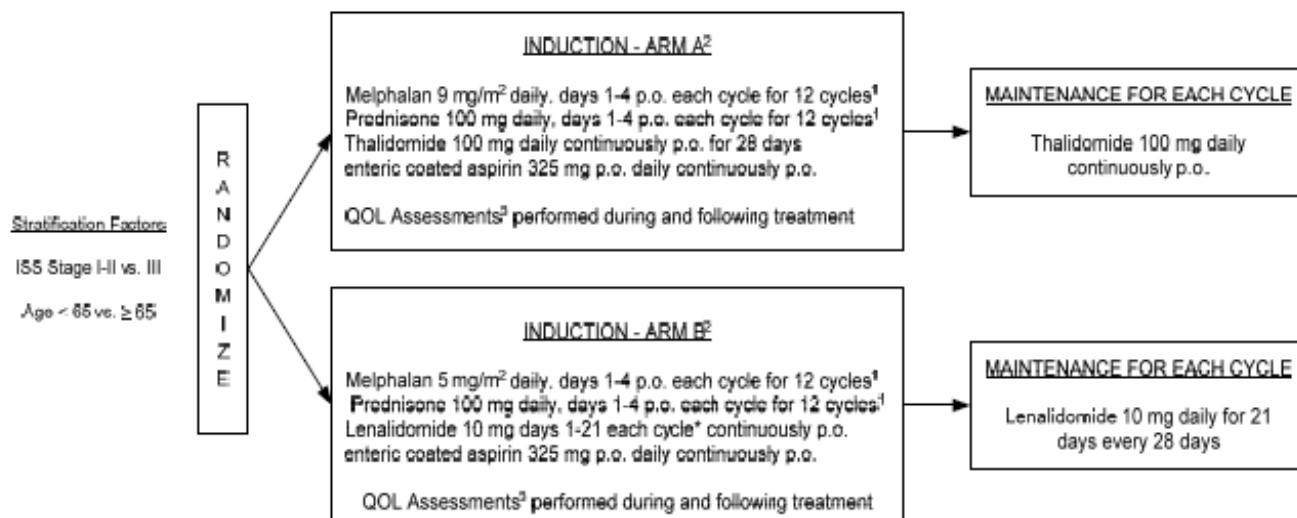 Stratification Factors
ISS Stage I-II vs. III
Age < 65 vs. ≥ 65
R
A
N
D
O
M
I
Z
E
INDUCTION - ARM A²
Melphalan 9 mg/m² daily, days 1-4 p.o. each cycle for 12 cycles¹
Prednisone 100 mg daily, days 1-4 p.o. each cycle for 12 cycles¹
Thalidomide 100 mg daily continuously p.o. for 28 days
enteric coated aspirin 325 mg p.o. daily continuously p.o.
QOL Assessments³ performed during and following treatment
MAINTENANCE FOR EACH CYCLE
Thalidomide 100 mg daily
continuously p.o.
INDUCTION - ARM B²
Melphalan 5 mg/m² daily, days 1-4 p.o. each cycle for 12 cycles¹
Prednisone 100 mg daily, days 1-4 p.o. each cycle for 12 cycles¹
Lenalidomide 10 mg days 1-21 each cycle* continuously p.o.
enteric coated aspirin 325 mg p.o. daily continuously p.o.
QOL Assessments³ performed during and following treatment
MAINTENANCE FOR EACH CYCLE
Lenalidomide 10 mg daily for 21
days every 28 days